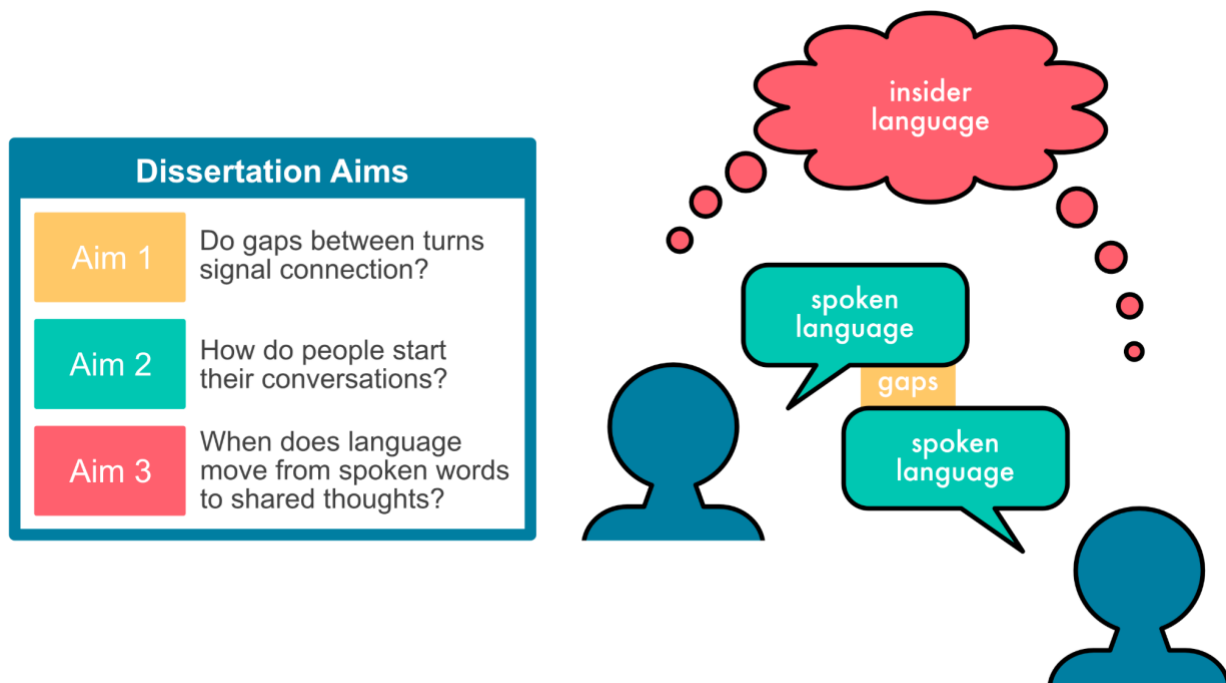 Dissertation Aims
Aim 1
Do gaps between turns
signal connection?
Aim 2
How do people start
their conversations?
Aim 3
When does language
move from spoken words
to shared thoughts?
insider
language
spoken
language
gaps
spoken
language